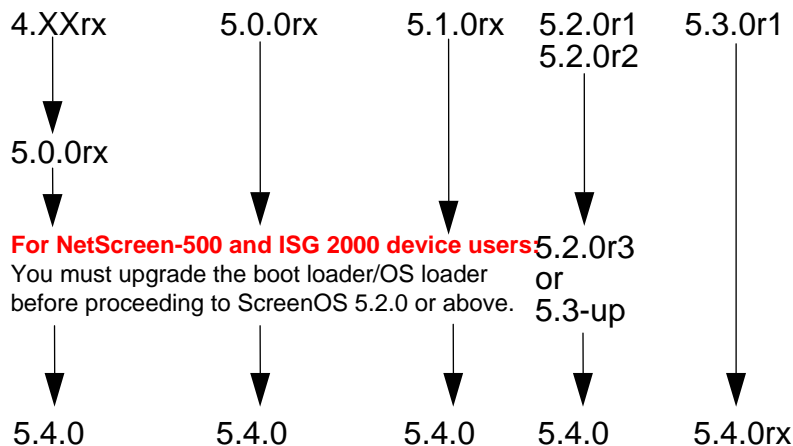 4.XXrx 5.0.0rx 5.1.0rx 5.2.0r1 5.3.0r1
5.2.0r2
5.0.0rx
For NetScreen-500 and ISG 2000 device users: 5.2.0r3
You must upgrade the boot loader/OS loader or
before proceeding to ScreenOS 5.2.0 or above. 5.3-up
5.4.0 5.4.0 5.4.0 5.4.0 5.4.0rx